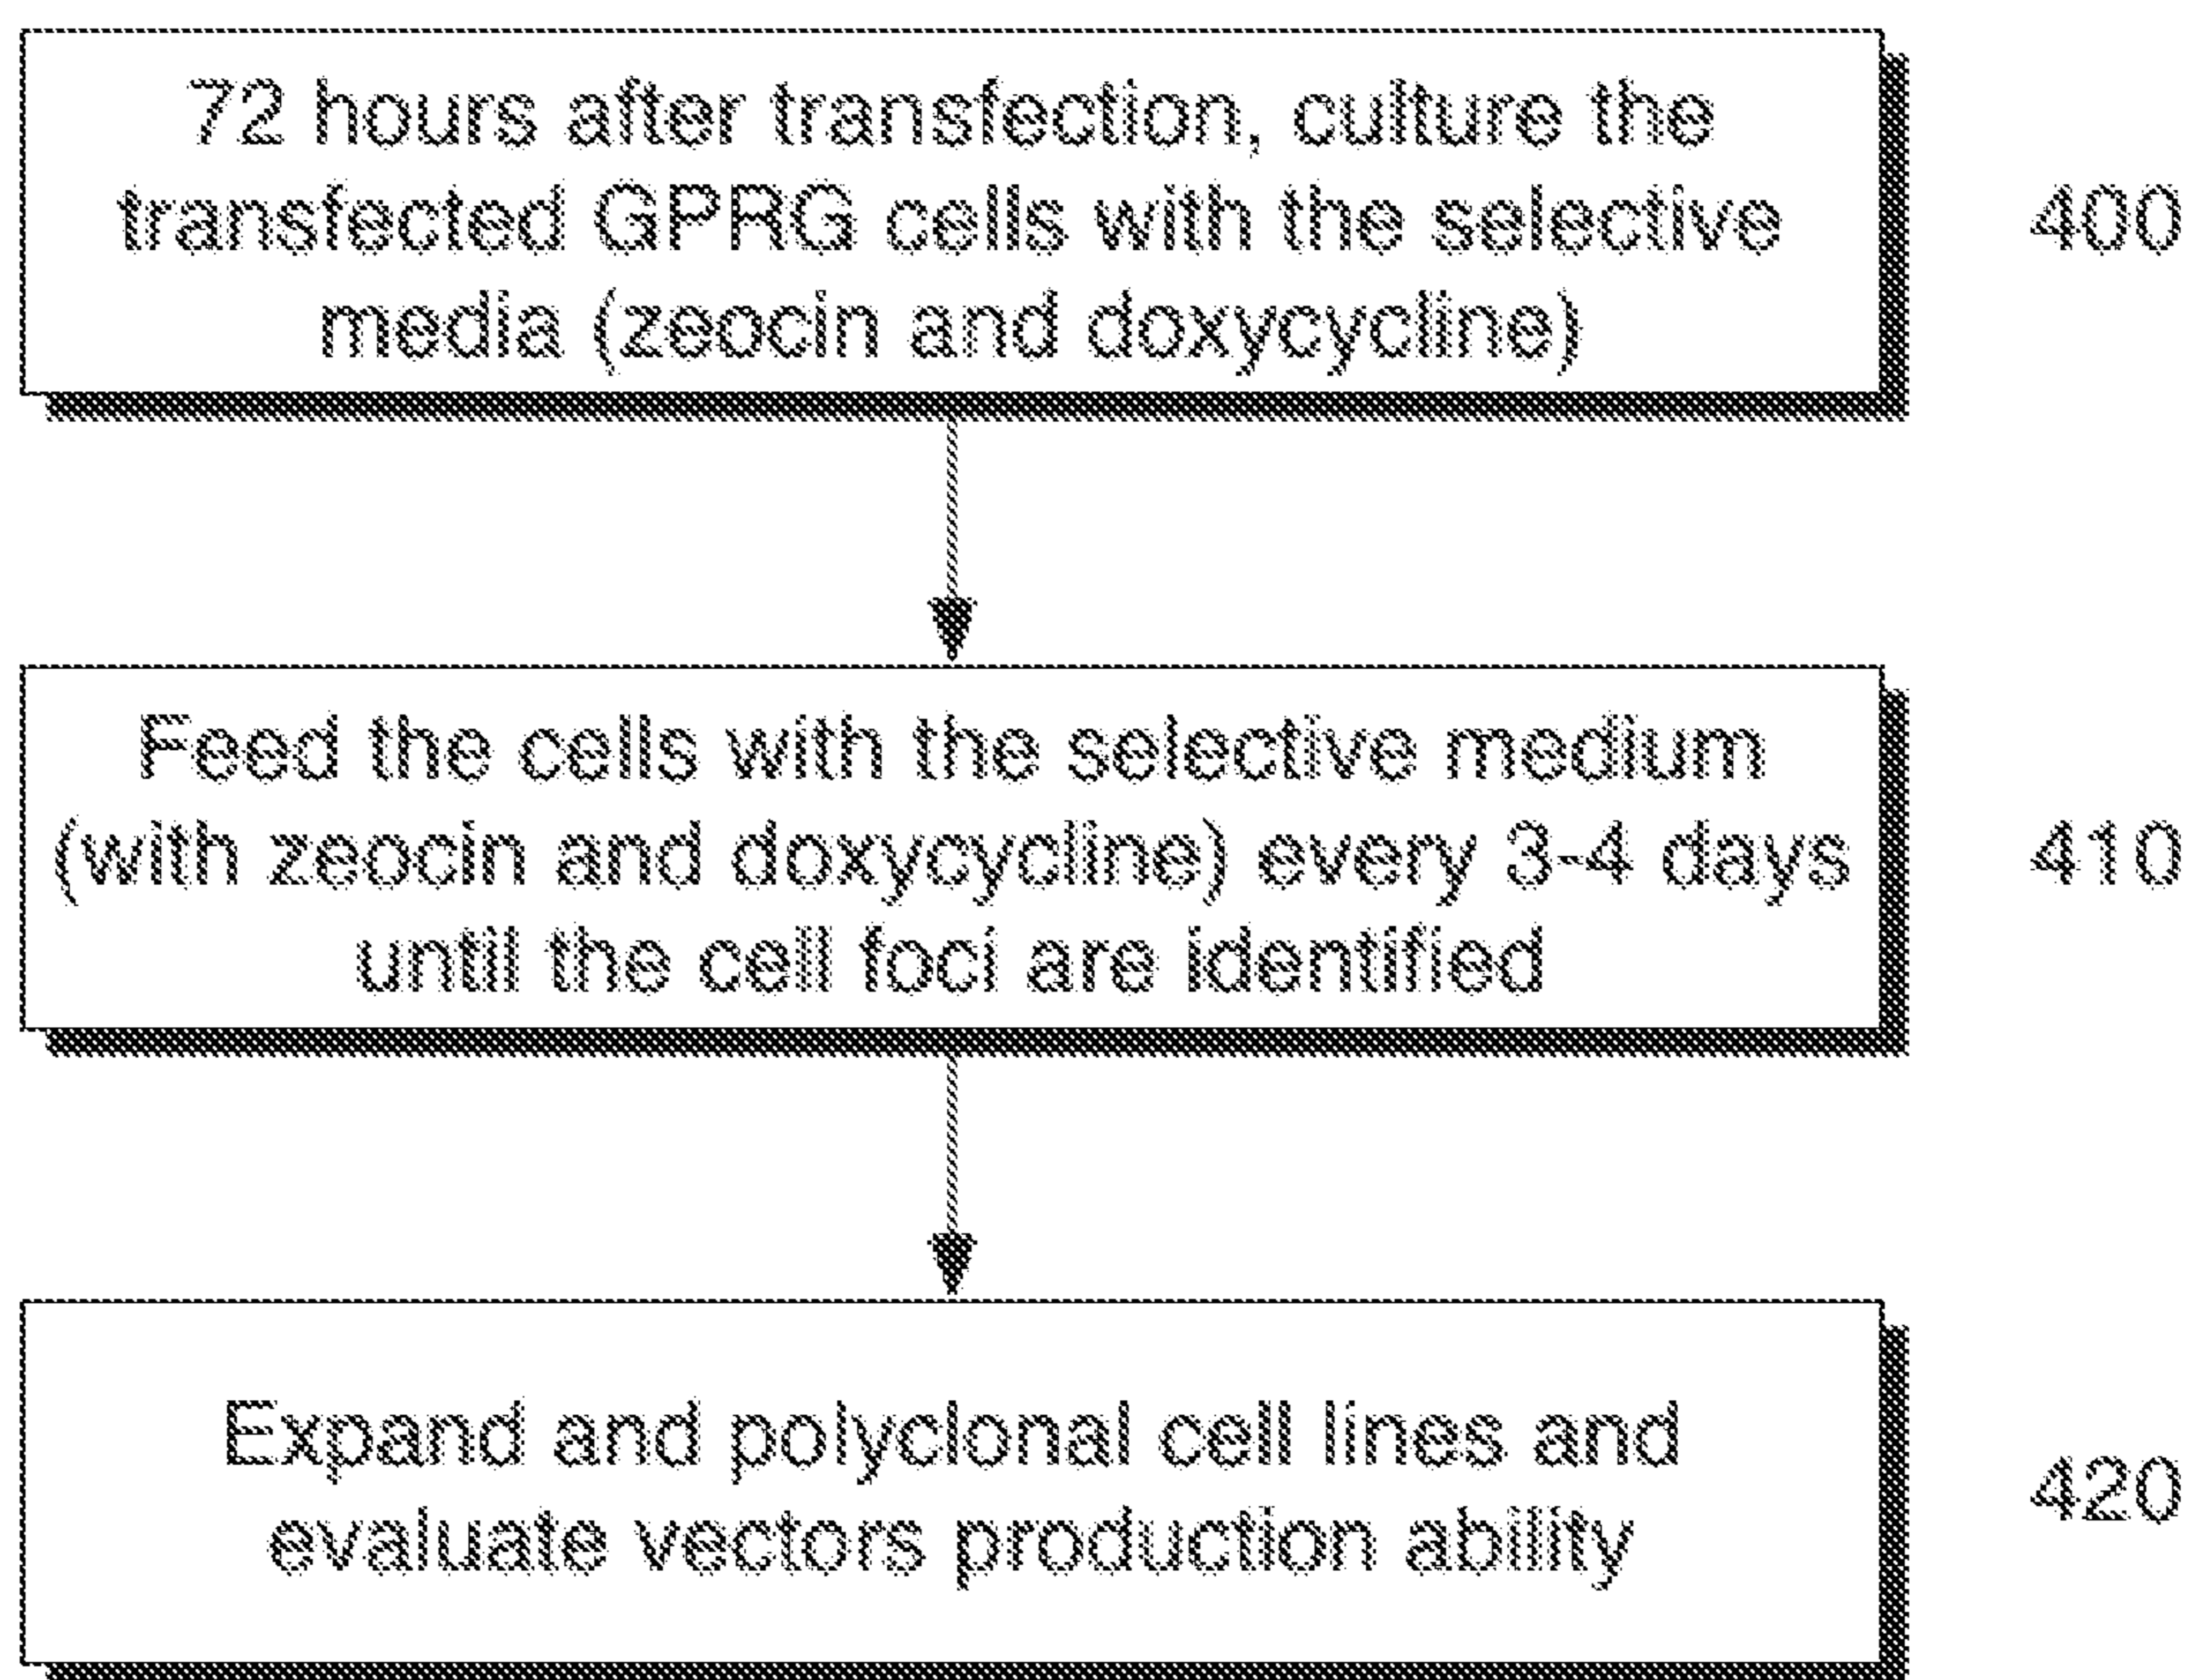 72 hours after transfection, culture the
transfected GPRG cells with the selective
media (zeocin and doxycycline)
400
Feed the cells with the selective medium
(with zeocin and doxycycline) every 3-4 days
until the cell foci are identified
410
Expand and polyclonal cell lines and
evaluate vectors production ability
420